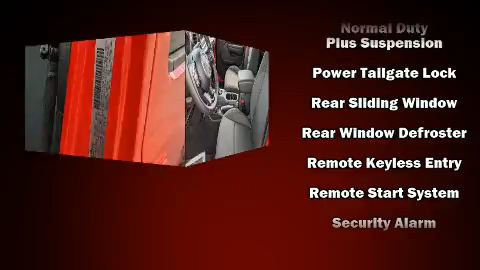 Normal Duty
Plus Suspension
Power Tailgate Lock
Rear Sliding Window
Rear Window Defroster
Remote Keyless Entry
Remote Start System
Security Alarm